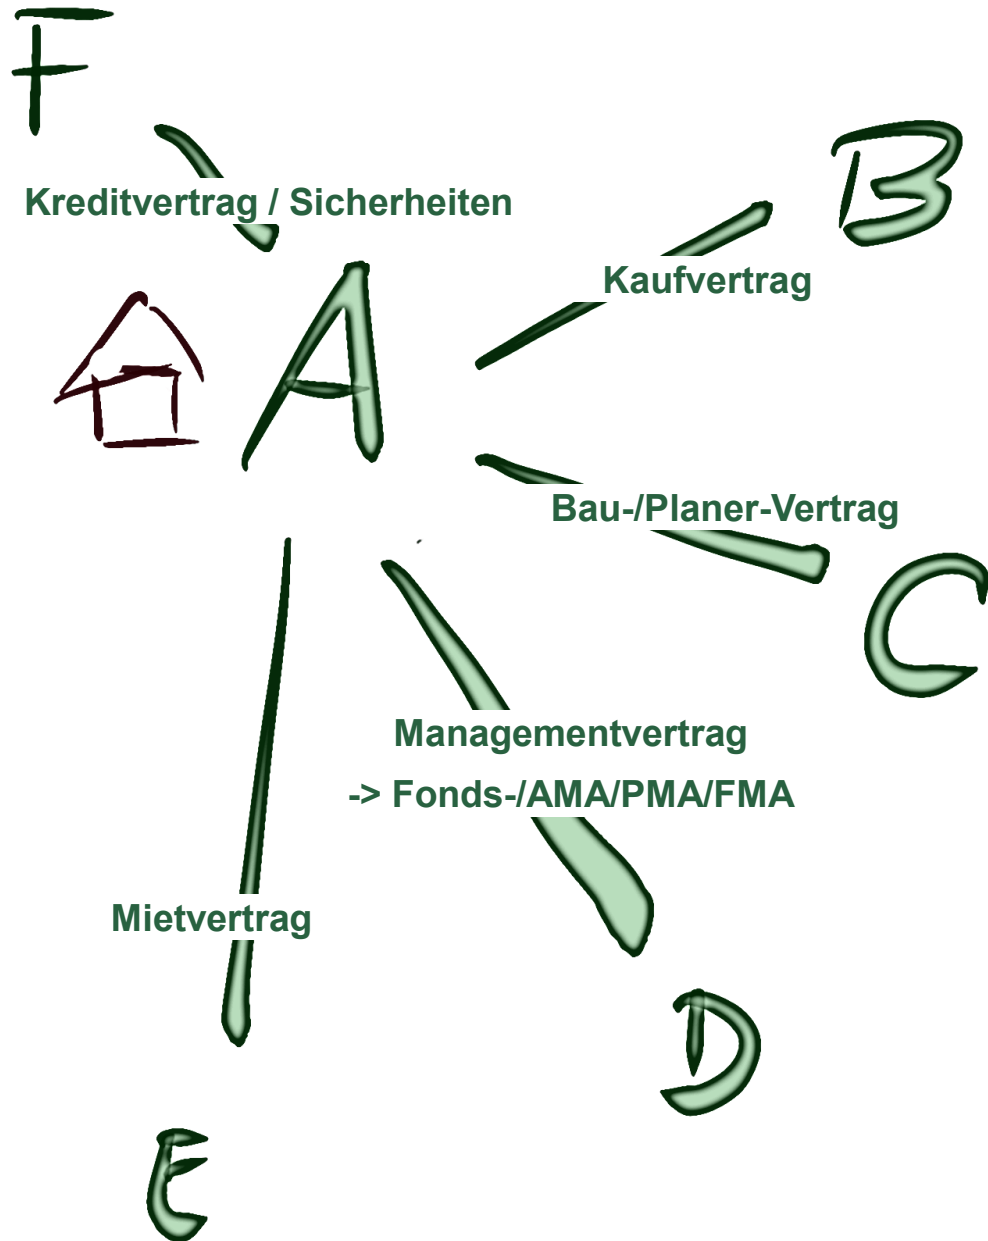 F
B
Kreditvertrag / Sicherheiten
Kaufvertrag
A
Bau-/Planer-Vertrag
C
Managementvertrag
-> Fonds-/AMA/PMA/FMA
Mietvertrag
D
E